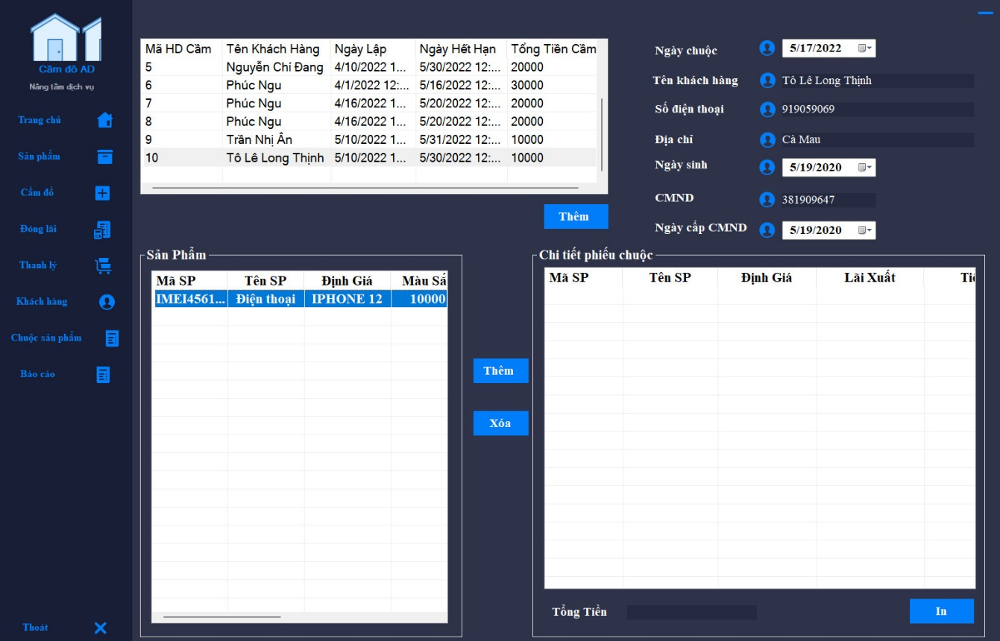 Cầm đồ AD
Nâng tầm dịch vụ
Trang chủ
Sản phẩm
Cầm đồ
Đóng lãi
Thanh lý
Khách hàng
Chuộc sản phẩm
Báo cáo
Thoát
Mã HD Cầm Tên Khách Hàng Ngày Lập Ngày Hết Hạn Tổng Tiền Cầm
5 Nguyễn Chí Đang 4/10/2022 1... 5/30/2022 12:... 20000
6 Phúc Ngu 4/1/2022 12:... 5/16/2022 12:... 30000
7 Phúc Ngu 4/16/2022 1... 5/20/2022 12:... 20000
8 Phúc Ngu 4/16/2022 1... 5/20/2022 12:... 20000
9 Trần Nhị Ân 5/10/2022 1... 5/31/2022 12:... 10000
10 Tô Lê Long Thịnh 5/10/2022 1... 5/30/2022 12:... 10000
Thêm
Ngày chuộc 5/17/2022
Tên khách hàng Tô Lê Long Thịnh
Số điện thoại 919059069
Địa chỉ Cà Mau
Ngày sinh 5/19/2020
CMND 381909647
Ngày cấp CMND 5/19/2020
Sản Phẩm
Mã SP Tên SP Định Giá Màu Sắ
IMEI4561... Điện thoại IPHONE 12 10000
Thêm
Xóa
Chi tiết phiếu chuộc
Mã SP Tên SP Định Giá Lãi Xuất Tiề
Tổng Tiền
In